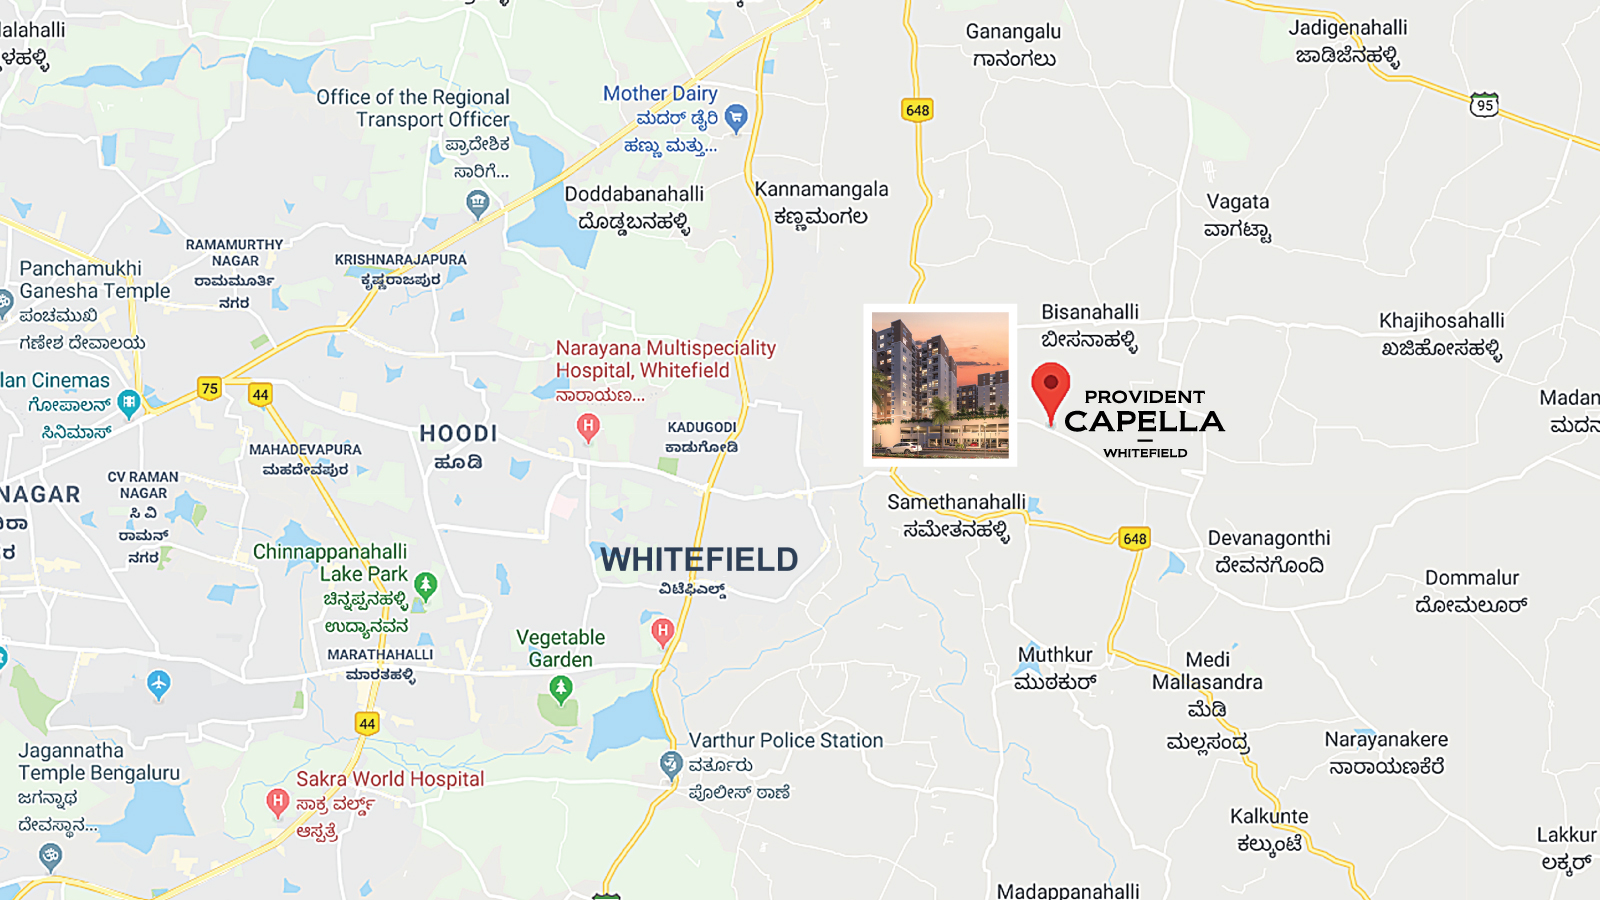 alahalli
Office of the Regional
Transport Officer
ಪ್ರಾದೇಶಿಕ
ಸಾರಿಗೆ...
Mother Dairy
ಮದರ್ ಡೈರಿ
ಹಣ್ಣು ಮತ್ತು...
Ganangalu
ಗಾನಂಗಲು
Jadigenahalli
ಜಾಡಿಜೆನಹಳ್ಳಿ
95
648
Doddabanahalli
ದೊಡ್ಡಬನಹಳ್ಳಿ
Kannamangala
ಕಣ್ಣಮಂಗಲ
Vagata
ವಾಗಟ್ಟಾ
RAMAMURTHY
NAGAR
ರಾಮಮೂರ್ತಿ
ನಗರ
KRISHNARAJAPURA
ಕೃಷ್ಣರಾಜಪುರ
Panchamukhi
Ganesha Temple
ಪಂಚಮುಖಿ
ಗಣೇಶ ದೇವಾಲಯ
Bisanahalli
ಬೀಸನಾಹಳ್ಳಿ
Khajihosahalli
ಖಜಿಹೋಸಹಳ್ಳಿ
Narayana Multispeciality
Hospital, Whitefield
ನಾರಾಯಣ...
H
lan Cinemas
ಗೋಪಾಲನ್
ಸಿನಿಮಾಸ್
75
44
PROVIDENT
CAPELLA
WHITEFIELD
Madan
ಮದನ
HOODI
ಹೂಡಿ
KADUGODI
ಕಾಡುಗೋಡಿ
MAHADEVAPURA
ಮಹದೇವಪುರ
CV RAMAN
NAGAR
ಸಿ ವಿ
ರಾಮನ್
ನಗರ
NAGAR
Samethanahalli
ಸಮೇತನಹಳ್ಳಿ
648
Devanagonthi
ದೇವನಗೊಂದಿ
WHITEFIELD
ವಿಟೆಫಿಎಲ್ಡ್
Chinnappanahalli
Lake Park
ಚಿನ್ನಪ್ಪನಹಳ್ಳಿ
ಉದ್ಯಾನವನ
Dommalur
ದೋಮಲೂರ್
Vegetable
Garden
H
MARATHAHALLI
ಮಾರತಹಳ್ಳಿ
Muthkur
ಮುಠಕುರ್
Medi
Mallasandra
ಮೆಡಿ
ಮಲ್ಲಸಂದ್ರ
44
Jagannatha
Temple Bengaluru
ಜಗನ್ನಾಥ
ದೇವಸ್ಥಾನ...
Varthur Police Station
ವರ್ತೂರು
ಪೊಲೀಸ್ ಠಾಣೆ
Narayanakere
ನಾರಾಯಣಕೆರೆ
Sakra World Hospital
ಸಾಕ್ರ ವರ್ಲ್ಡ್
ಆಸ್ಪತ್ರೆ
H
Kalkunte
ಕಲ್ಕುಂಟೆ
Lakkur
ಲಕ್ಕರ್
Madappanahalli